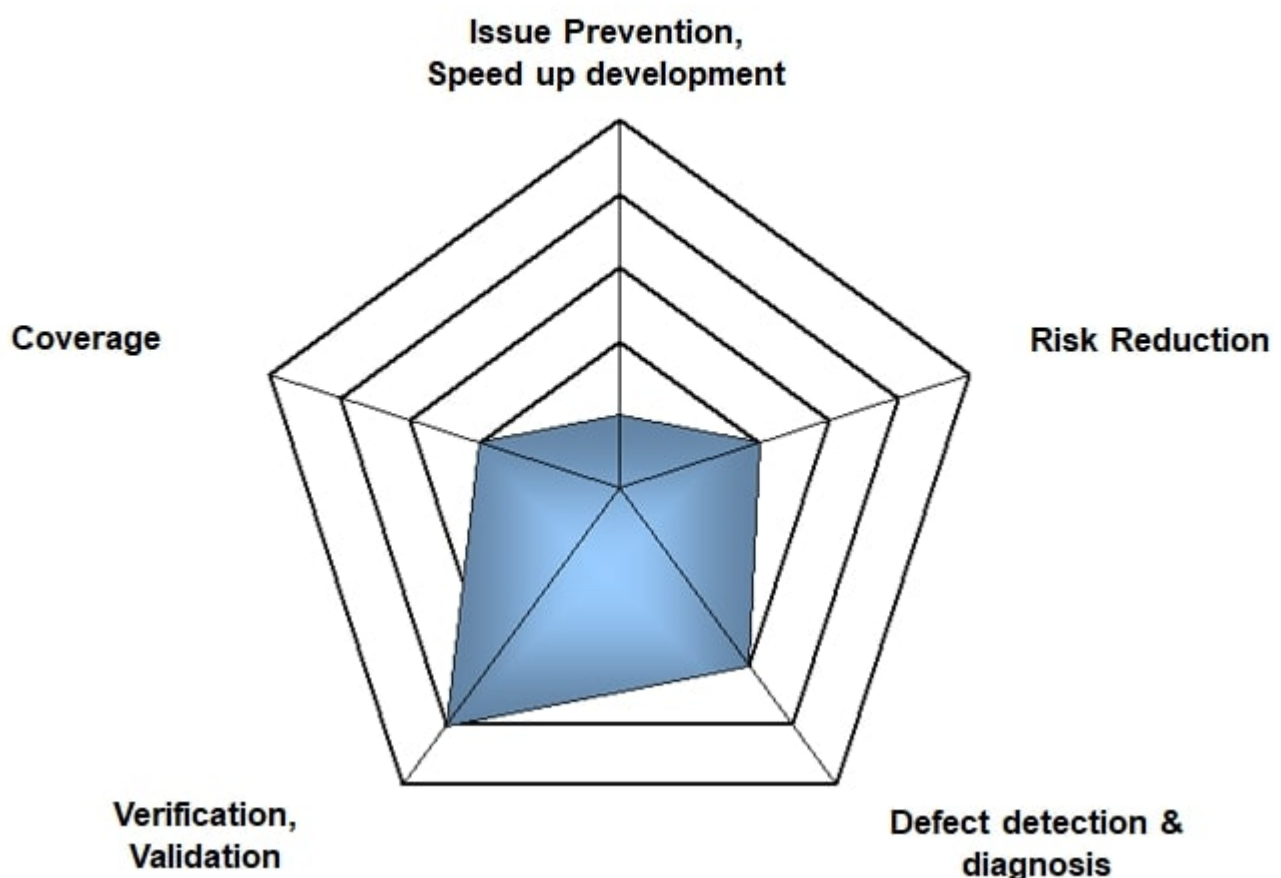 Issue Prevention,
Speed up development
Coverage
Risk Reduction
Verification,
Validation
Defect detection &
diagnosis